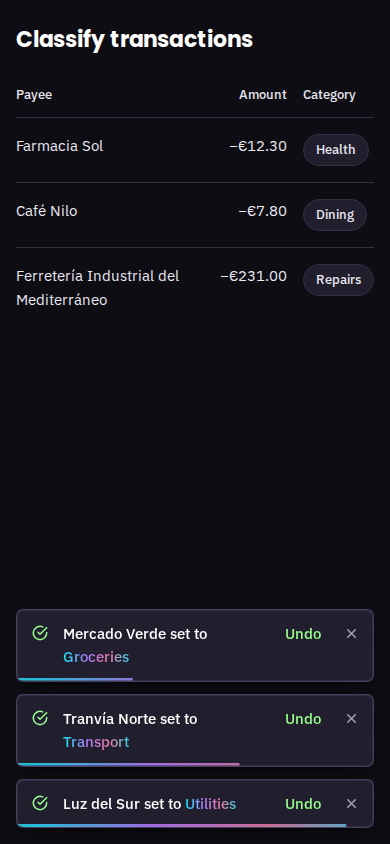 Classify transactions
Payee Amount Category
Farmacia Sol −€12.30 Health
Café Nilo −€7.80 Dining
Ferretería Industrial del −€231.00 Repairs
Mediterráneo
Mercado Verde set to Undo
Groceries
Tranvía Norte set to Undo
Transport
Luz del Sur set to Utilities Undo